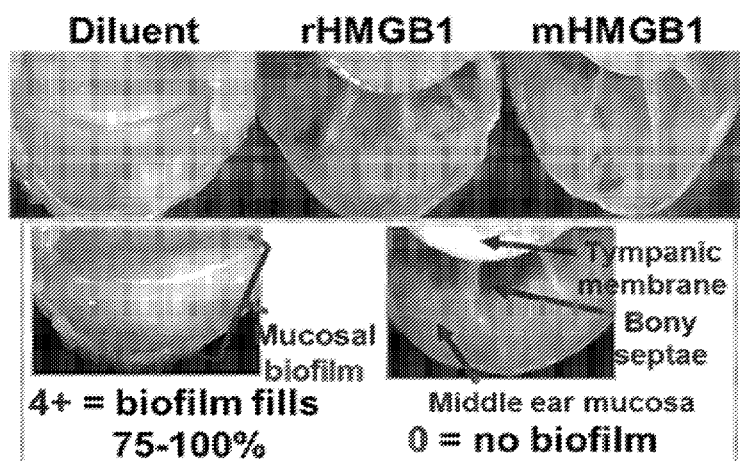 Diluent rHMGB1 mHMGB1
Tympanic
membrane
Bony
septae
Mucosal
biofilm
4+ = biofilm fills
75-100%
Middle ear mucosa
0 = no biofilm